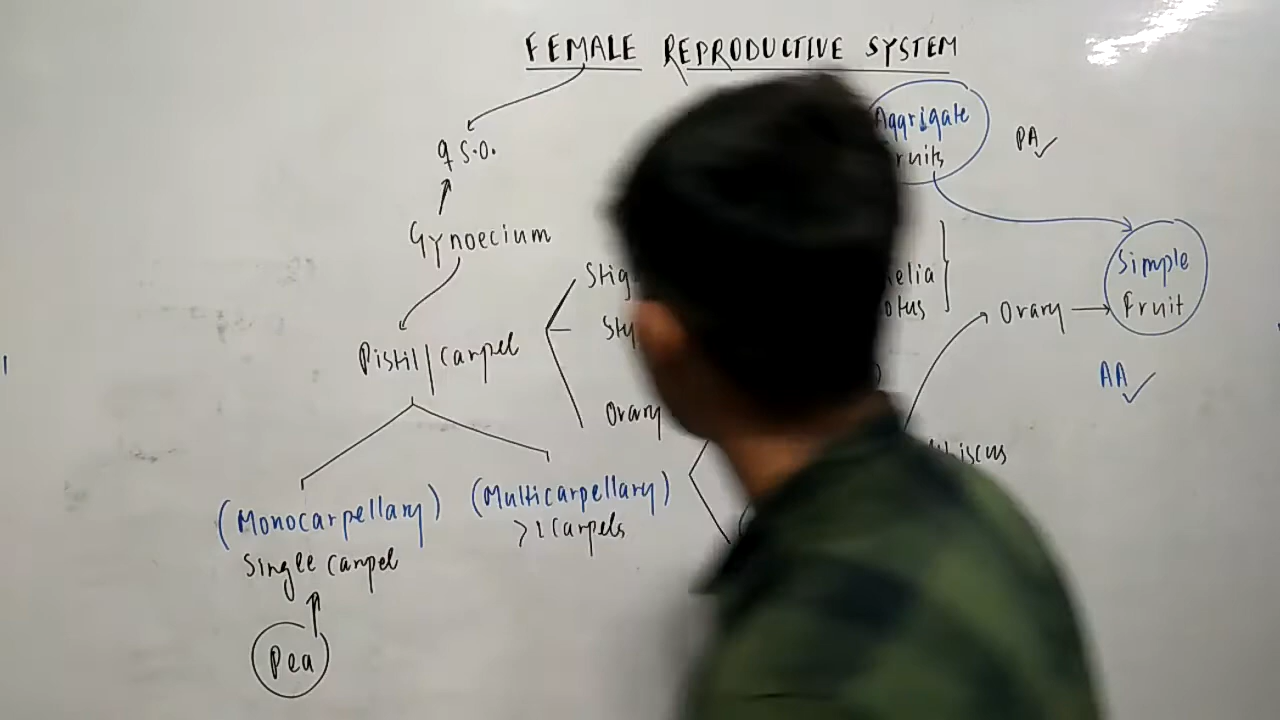 FEMALE REPRODUCTIVE SYSTEM
Aggrigate
PA
♀ S.O.
Gynoecium
Simple
Fruit
Ovary
Pistil/Carpel
Ovary
AA
(Monocarpellary)
Single carpel
(Multicarpellary)
Carpels
Pea